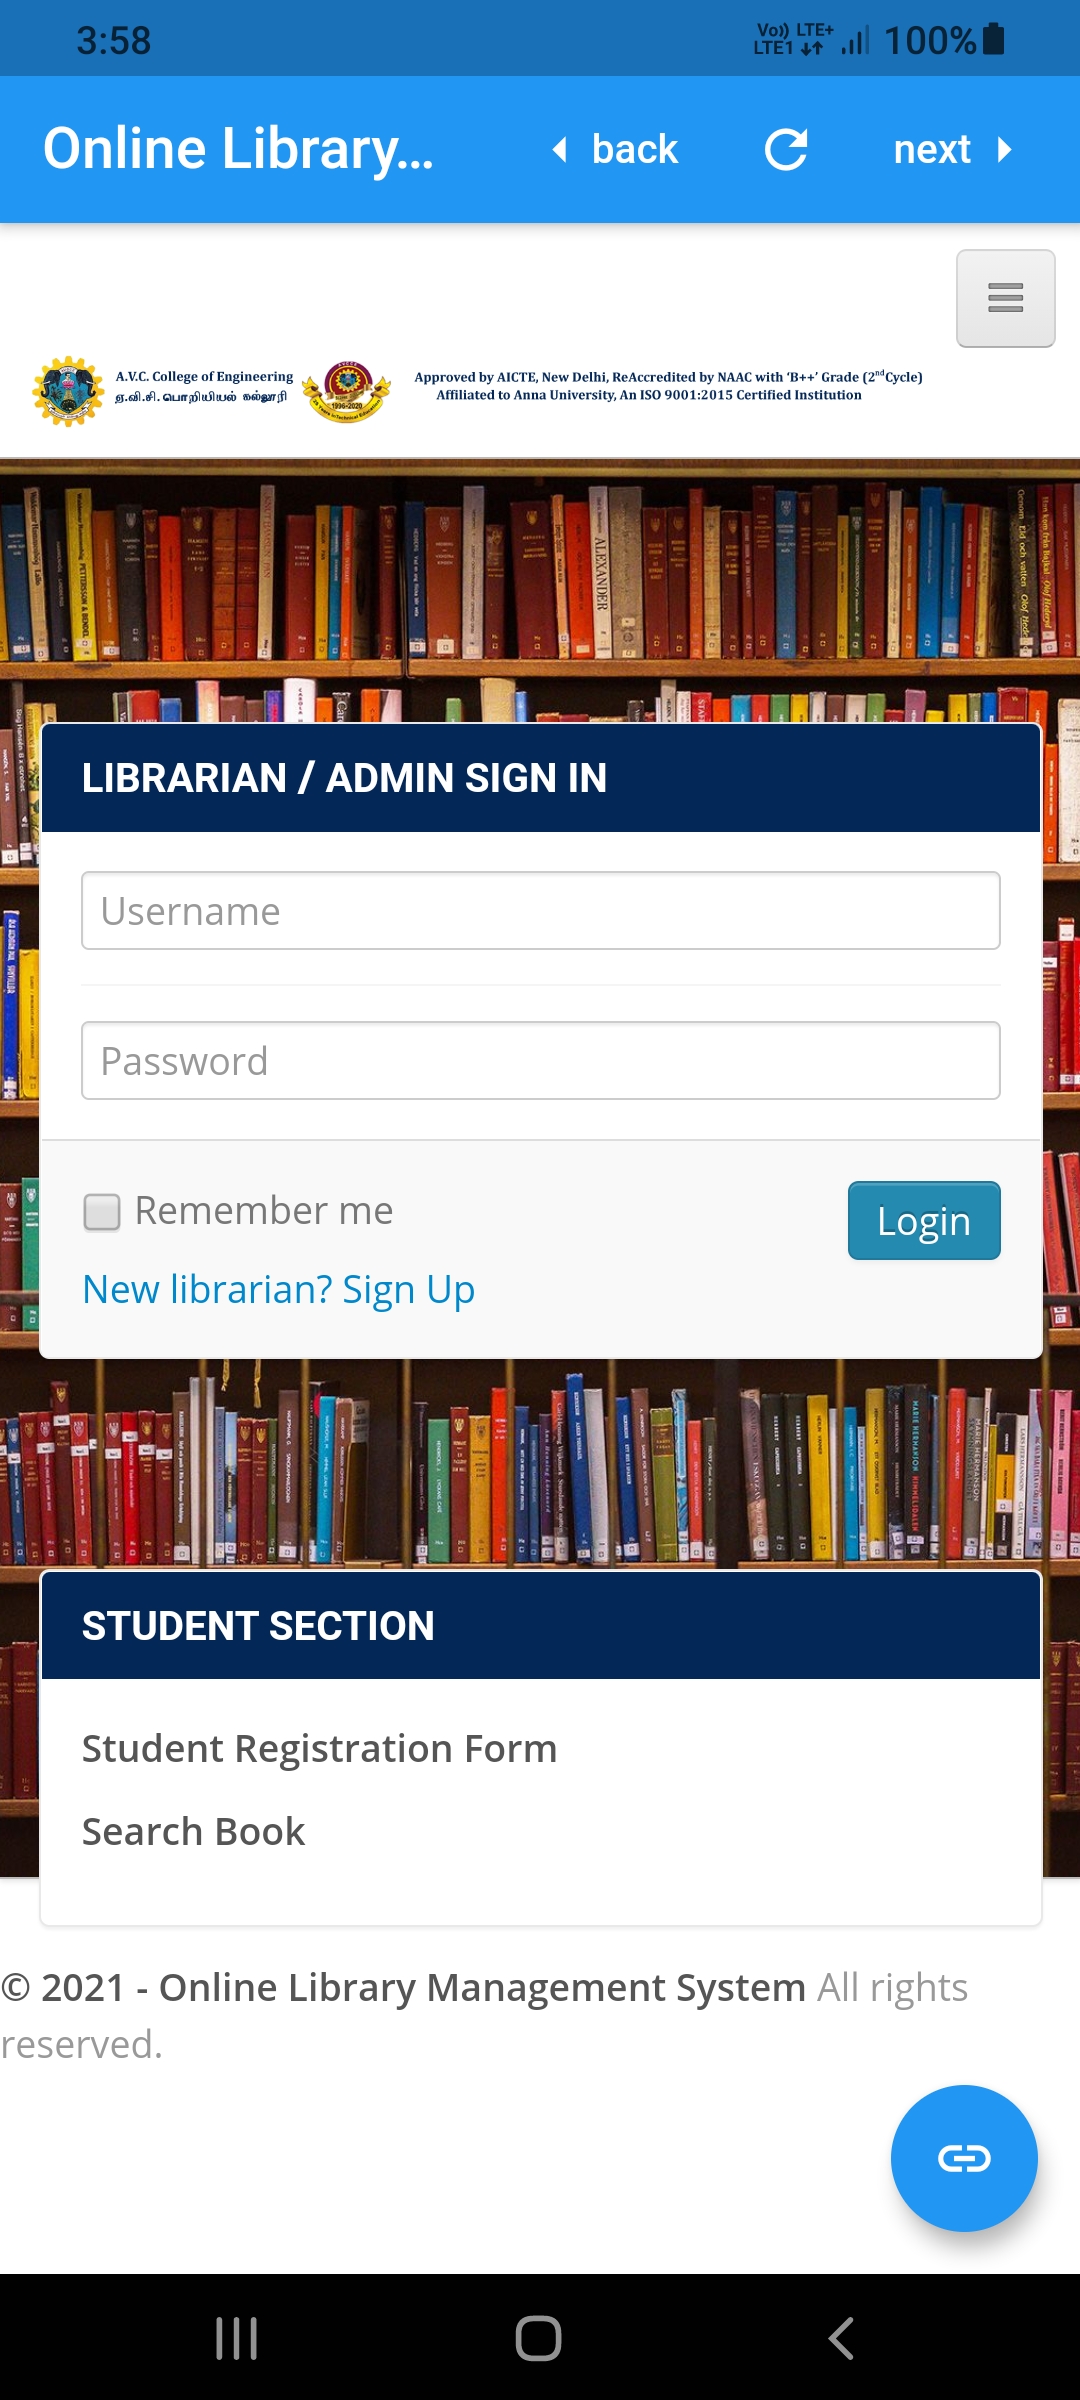 3:58
Vo)) LTE+
LTE1
100%
Online Library...
back
next
A.V.C. College of Engineering
ஏ.வி.சி. பொறியியல் கல்லூரி
1996-2020
Approved by AICTE, New Delhi, ReAccredited by NAAC with ‘B++’ Grade (2nd Cycle)
Affiliated to Anna University, An ISO 9001:2015 Certified Institution
ALEXANDER
LIBRARIAN / ADMIN SIGN IN
Username
Password
Remember me
Login
New librarian? Sign Up
STUDENT SECTION
Student Registration Form
Search Book
© 2021 - Online Library Management System All rights
reserved.